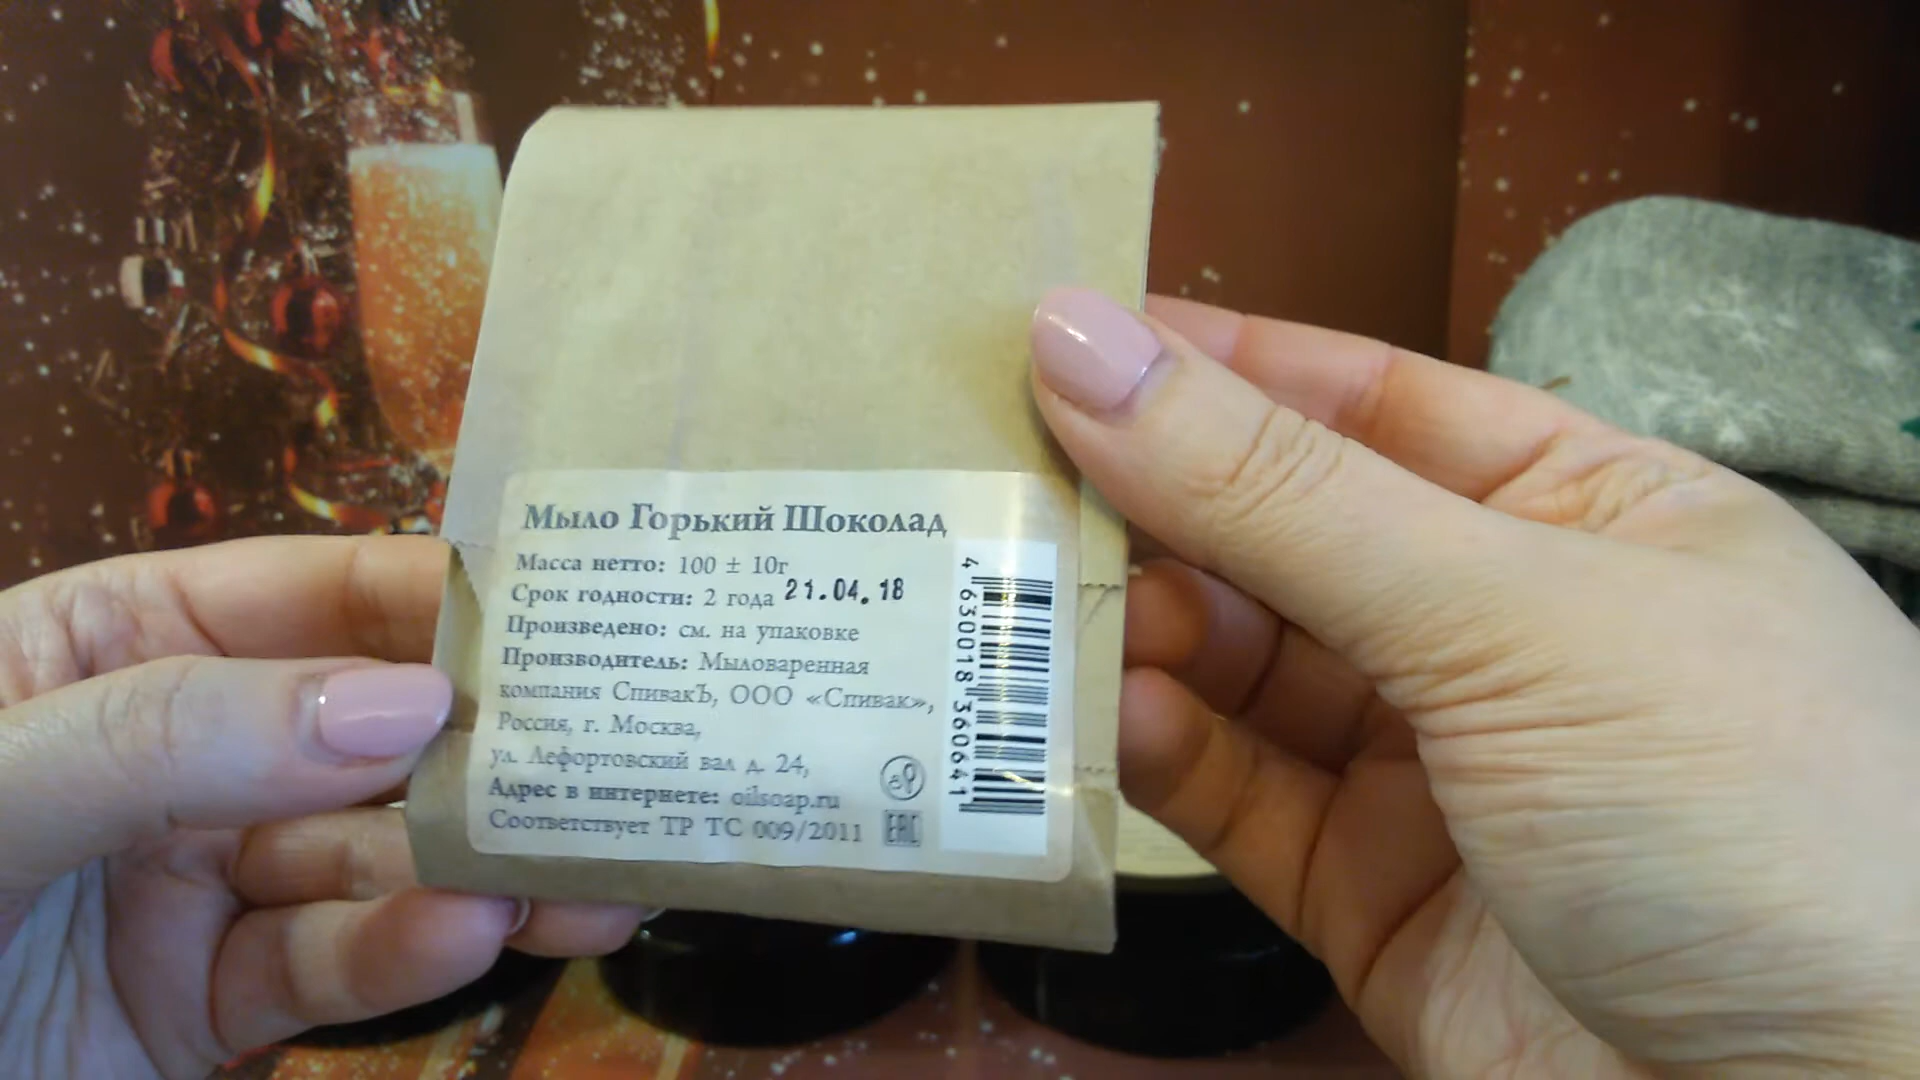 Мыло Горький Шоколад
Масса нетто: 100 ± 10г
Срок годности: 2 года 21.04.18
Произведено: см. на упаковке
Производитель: Мыловаренная
компания СпивакЪ, ООО «Спивак»,
Россия, г. Москва,
ул. Лефортовский вал д. 24,
Адрес в интернете: oilsoap.ru
Соответствует ТР ТС 009/2011
EAC
4 630018 360641